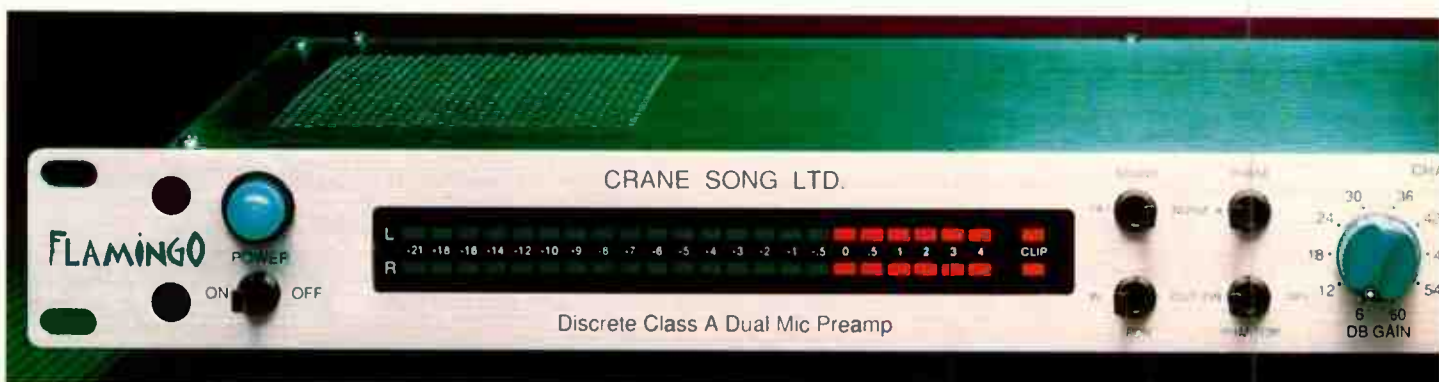 CRANE SONG LTD.
FLAMiNGO
POWER
ON OFF
L
-21 -18 -16 -14 -12 -10 -9 -8 -7 -6 -5 -4 -3 -2 -1 -.5 0 .5 1 2 3 4 CLIP
R
Discrete Class A Dual Mic Preamp
30 36
24
18
12 54
6 60
DB GAIN